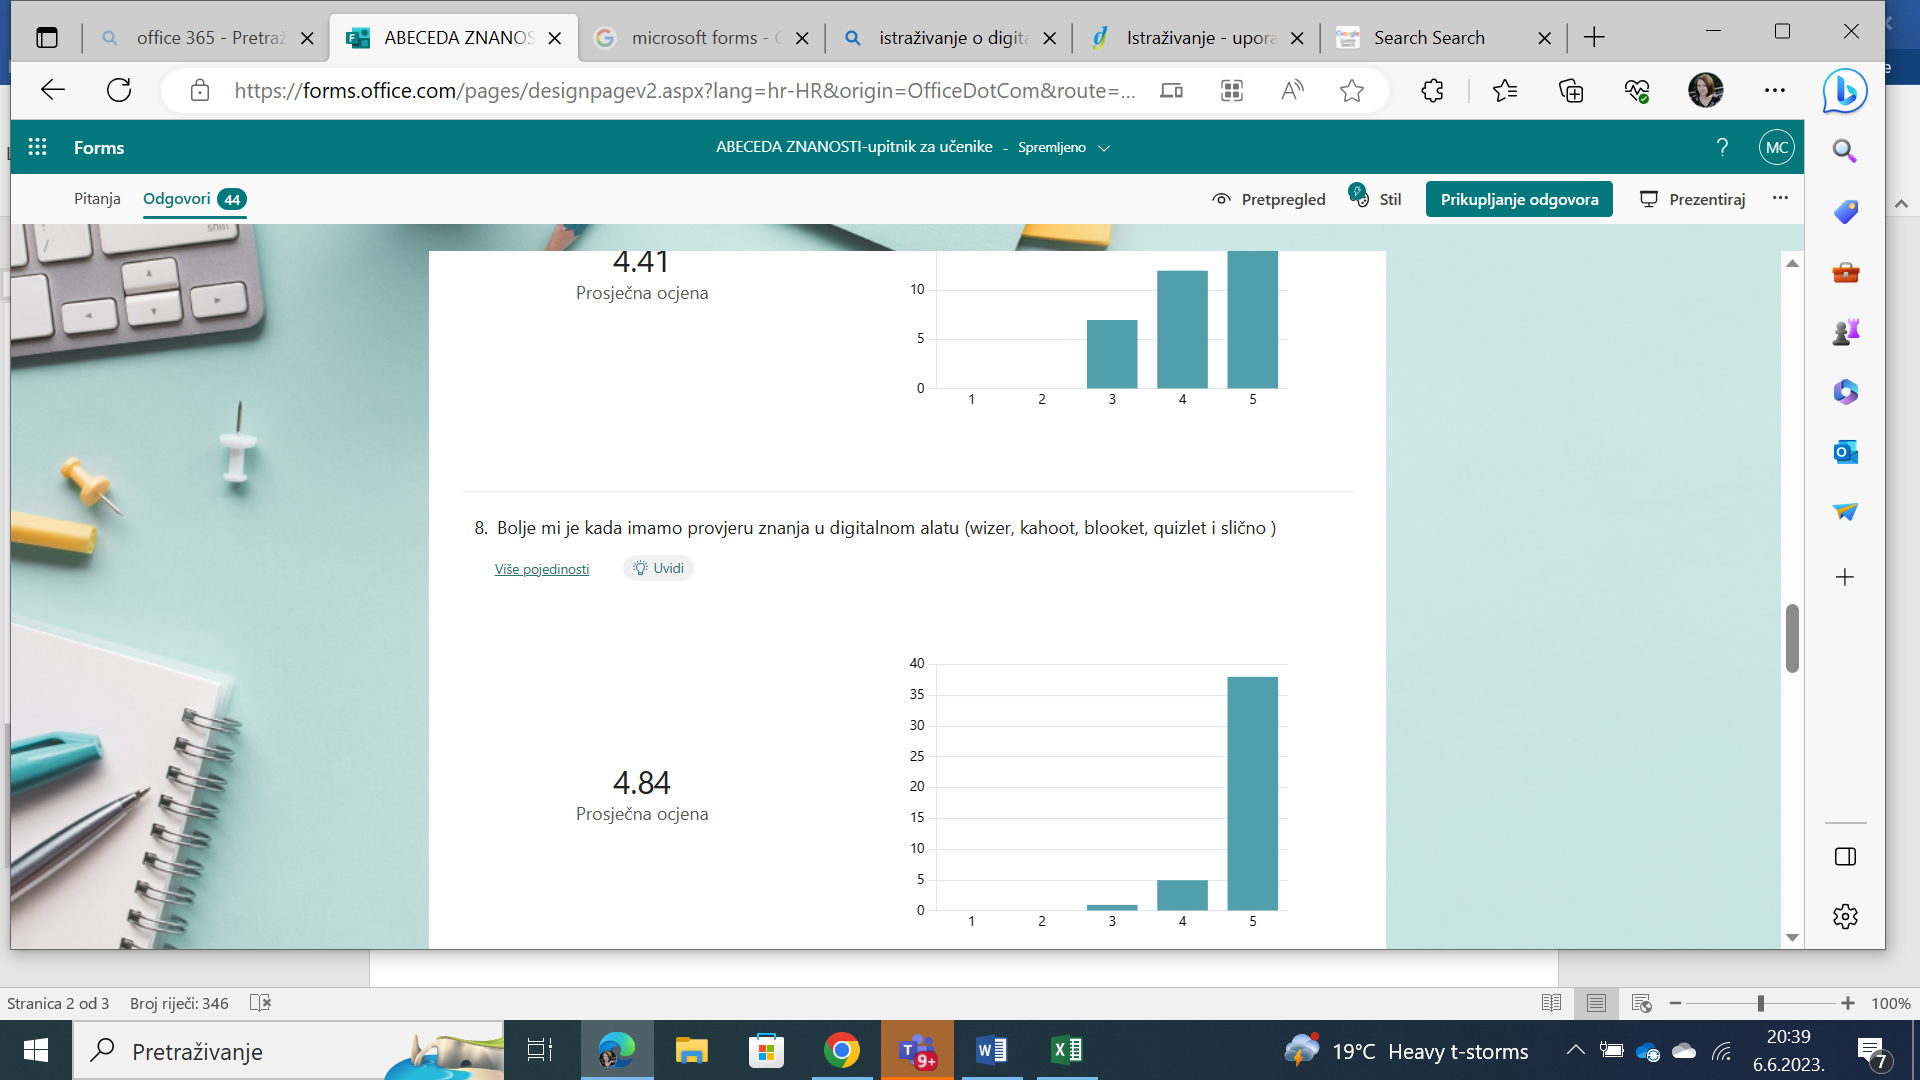 office 365 - Pretraž
ABECEDA ZNANOS
microsoft forms - G
istraživanje o digita
Istraživanje - upora
Search Search
https://forms.office.com/pages/designpagev2.aspx?lang=hr-HR&origin=OfficeDotCom&route=...
Forms
ABECEDA ZNANOSTI-upitnik za učenike - Spremljeno
? MC
Pitanja
Odgovori 44
Pretpregled
Stil
Prikupljanje odgovora
Prezentiraj
4.41
Prosječna ocjena
10
5
0
1 2 3 4 5
8. Bolje mi je kada imamo provjeru znanja u digitalnom alatu (wizer, kahoot, blooket, quizlet i slično )
Više pojedinosti
Uvidi
4.84
Prosječna ocjena
40
35
30
25
20
15
10
5
0
1 2 3 4 5
Stranica 2 od 3 Broj riječi: 346
100%
Pretraživanje
9+
19°C Heavy t-storms
20:39
6.6.2023.
7